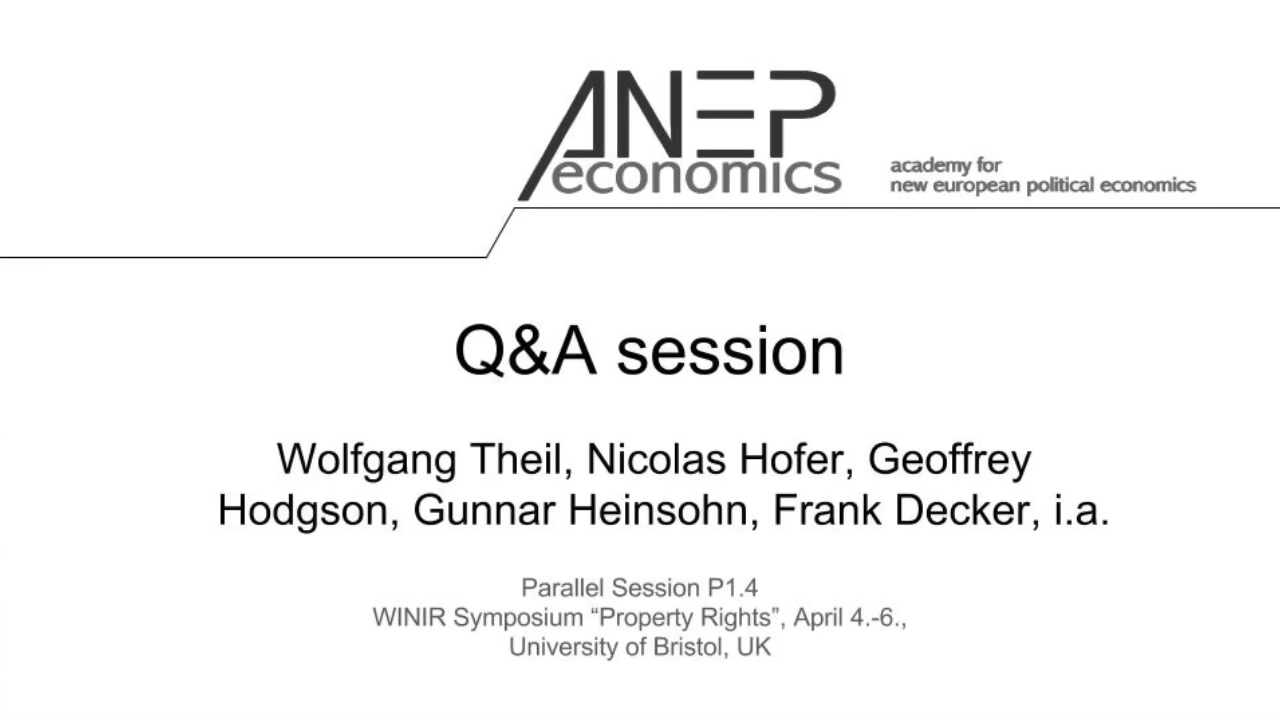 ANEP
economics
academy for
new european political economics
Q&A session
Wolfgang Theil, Nicolas Hofer, Geoffrey
Hodgson, Gunnar Heinsohn, Frank Decker, i.a.
Parallel Session P1.4
WINIR Symposium “Property Rights”, April 4.-6.,
University of Bristol, UK